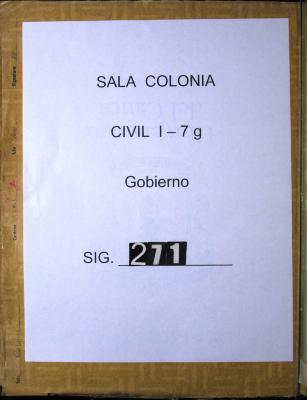 SALA COLONIA
CIVIL I – 7 g
Gobierno
SIG. 271